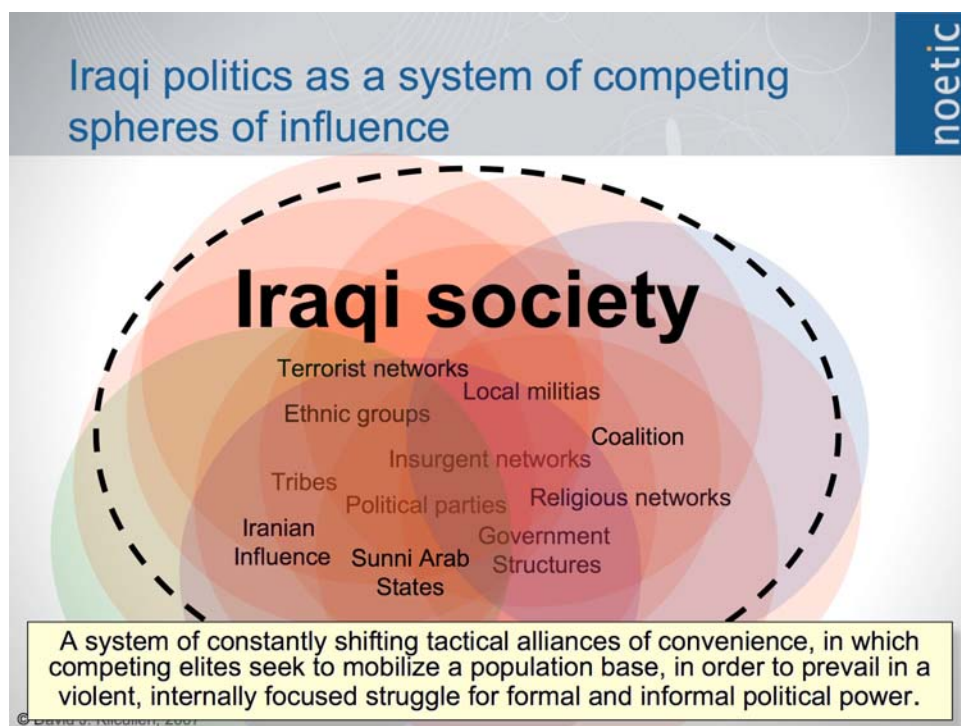 Iraqi politics as a system of competing
spheres of influence
noetic
Iraqi society
Terrorist networks
Local militias
Ethnic groups
Coalition
Insurgent networks
Tribes
Political parties
Religious networks
Iranian
Influence
Sunni Arab
States
Government
Structures
A system of constantly shifting tactical alliances of convenience, in which
competing elites seek to mobilize a population base, in order to prevail in a
violent, internally focused struggle for formal and informal political power.
© David J. Kilcullen, 2007